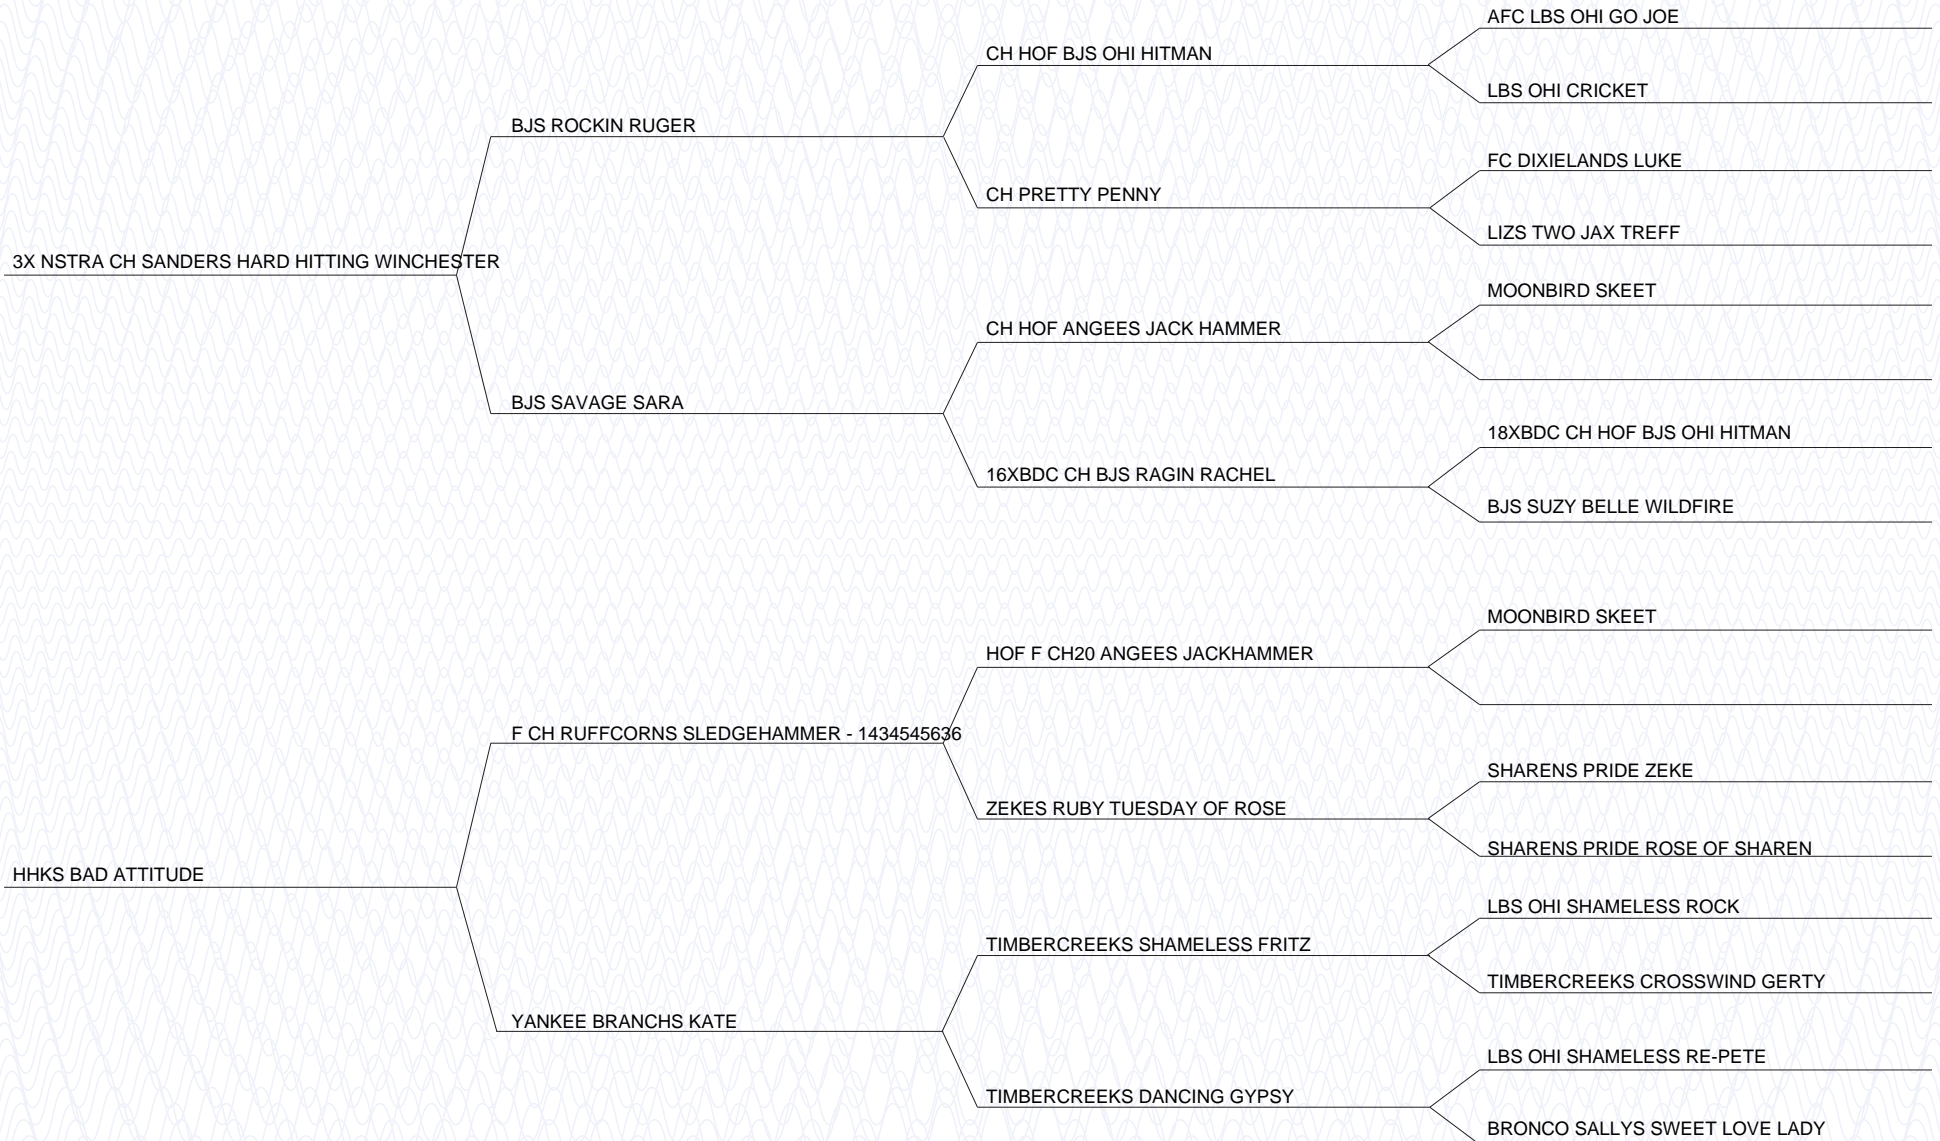 AFC LBS OHI GO JOE
CH HOF BJS OHI HITMAN
LBS OHI CRICKET
BJS ROCKIN RUGER
FC DIXIELANDS LUKE
CH PRETTY PENNY
LIZS TWO JAX TREFF
3X NSTRA CH SANDERS HARD HITTING WINCHESTER
MOONBIRD SKEET
CH HOF ANGEES JACK HAMMER
BJS SAVAGE SARA
18XBDC CH HOF BJS OHI HITMAN
16XBDC CH BJS RAGIN RACHEL
BJS SUZY BELLE WILDFIRE
MOONBIRD SKEET
HOF F CH20 ANGEES JACKHAMMER
F CH RUFFCORNS SLEDGEHAMMER - 1434545636
SHARENS PRIDE ZEKE
ZEKES RUBY TUESDAY OF ROSE
SHARENS PRIDE ROSE OF SHAREN
HHKS BAD ATTITUDE
LBS OHI SHAMELESS ROCK
TIMBERCREEKS SHAMELESS FRITZ
TIMBERCREEKS CROSSWIND GERTY
YANKEE BRANCHS KATE
LBS OHI SHAMELESS RE-PETE
TIMBERCREEKS DANCING GYPSY
BRONCO SALLYS SWEET LOVE LADY